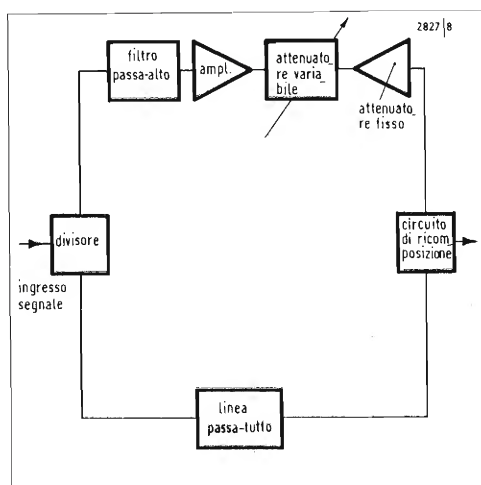 2827/8
filtro
passa-alto
ampl.
attenuato_
re varia_
bile
attenuato_
re fisso
divisore
ingresso
segnale
circuito
di ricom_
posizione
linea
passa-tutto